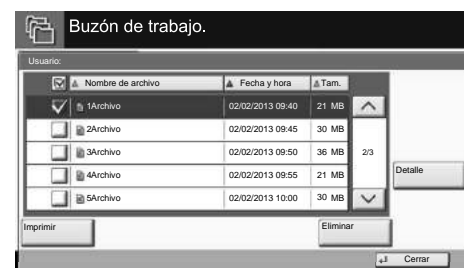 Buzón de trabajo.
Usuario:
Nombre de archivo Fecha y hora Tam.
1Archivo 02/02/2013 09:40 21 MB
2Archivo 02/02/2013 09:45 30 MB
3Archivo 02/02/2013 09:50 36 MB 2/3
4Archivo 02/02/2013 09:55 21 MB Detalle
5Archivo 02/02/2013 10:00 30 MB
Imprimir Eliminar
Cerrar